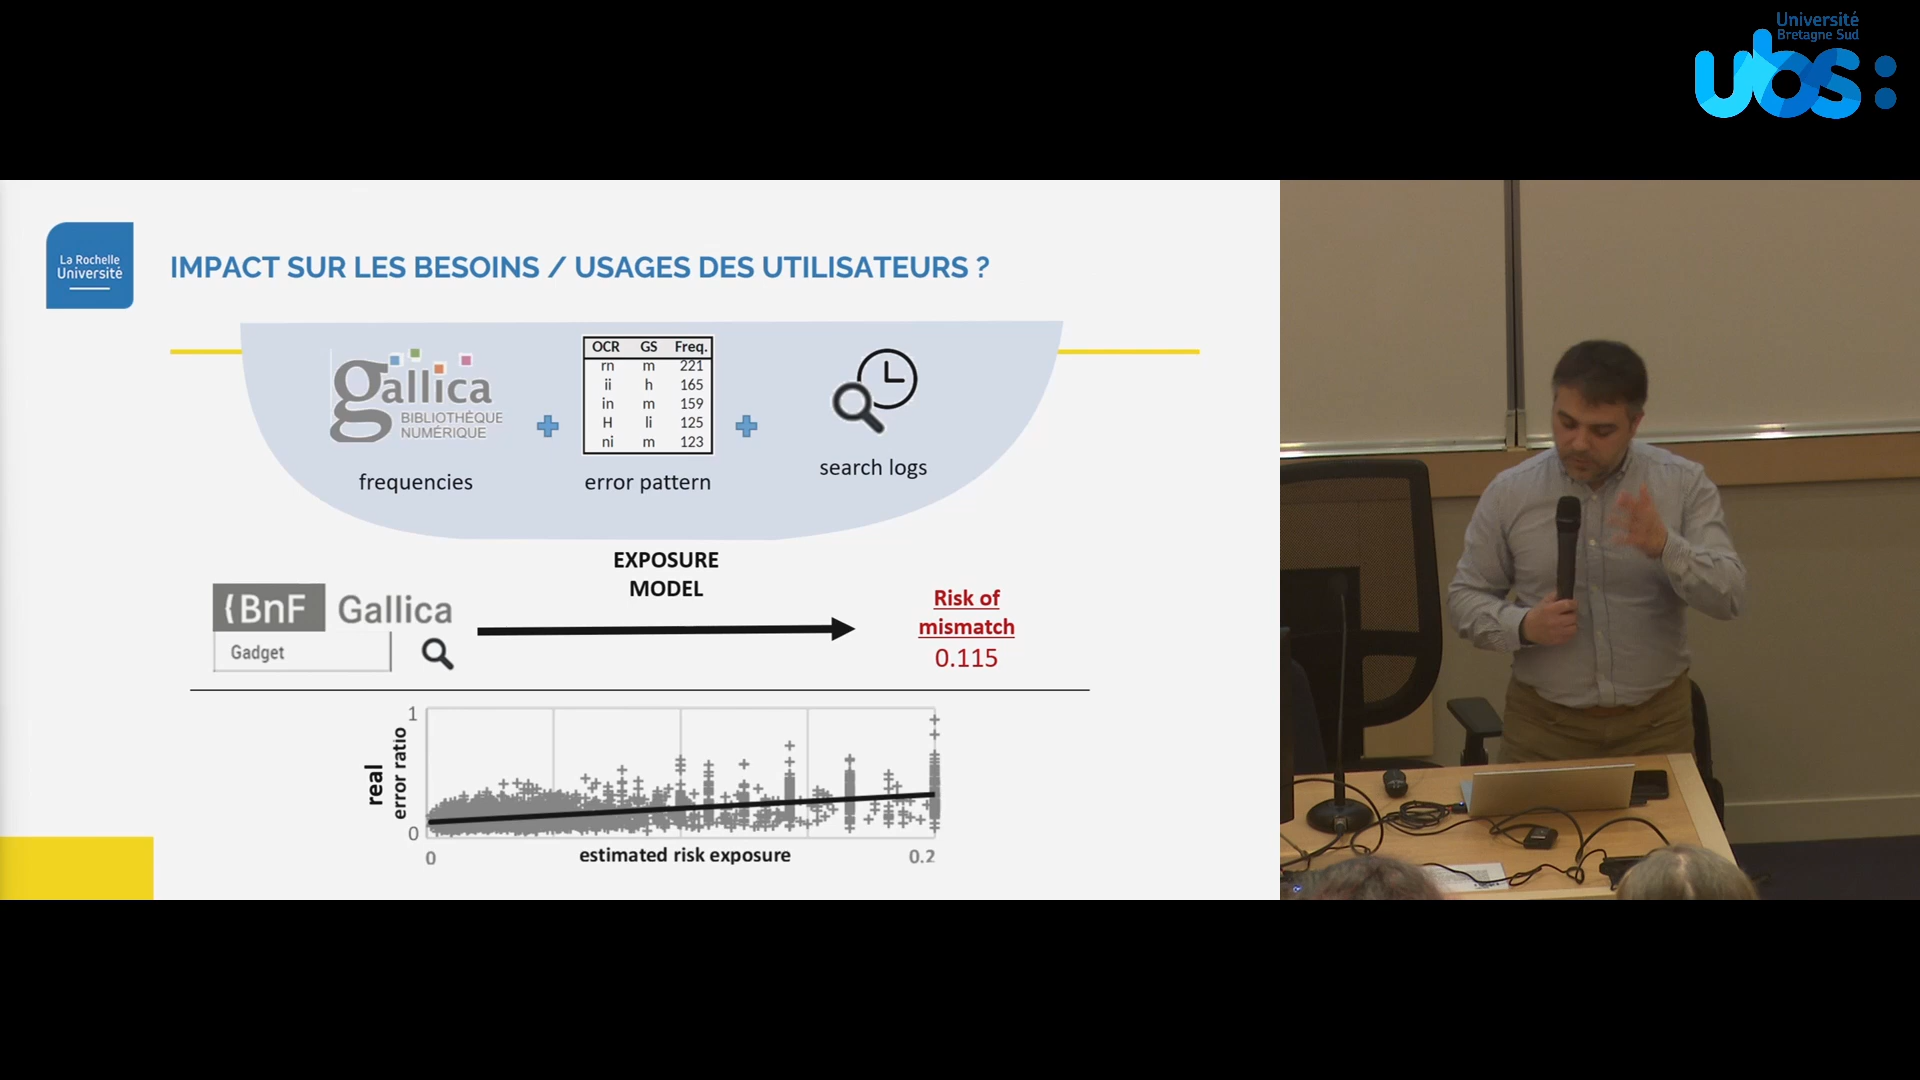 Université
Bretagne Sud
ubs:
La Rochelle
Université
IMPACT SUR LES BESOINS / USAGES DES UTILISATEURS ?
gallica
BIBLIOTHÈQUE
NUMÉRIQUE
frequencies
OCR GS Freq.
rn m 221
ii h 165
in m 159
H li 125
ni m 123
error pattern
search logs
EXPOSURE
MODEL
{BnF Gallica
Gadget
Risk of
mismatch
0.115
1
real
error ratio
0
0
estimated risk exposure
0.2